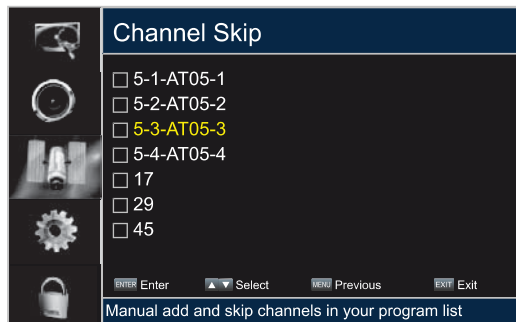 Channel Skip
5-1-AT05-1
5-2-AT05-2
5-3-AT05-3
5-4-AT05-4
17
29
45
ENTER Enter ▲ ▼ Select MENU Previous EXIT Exit
Manual add and skip channels in your program list